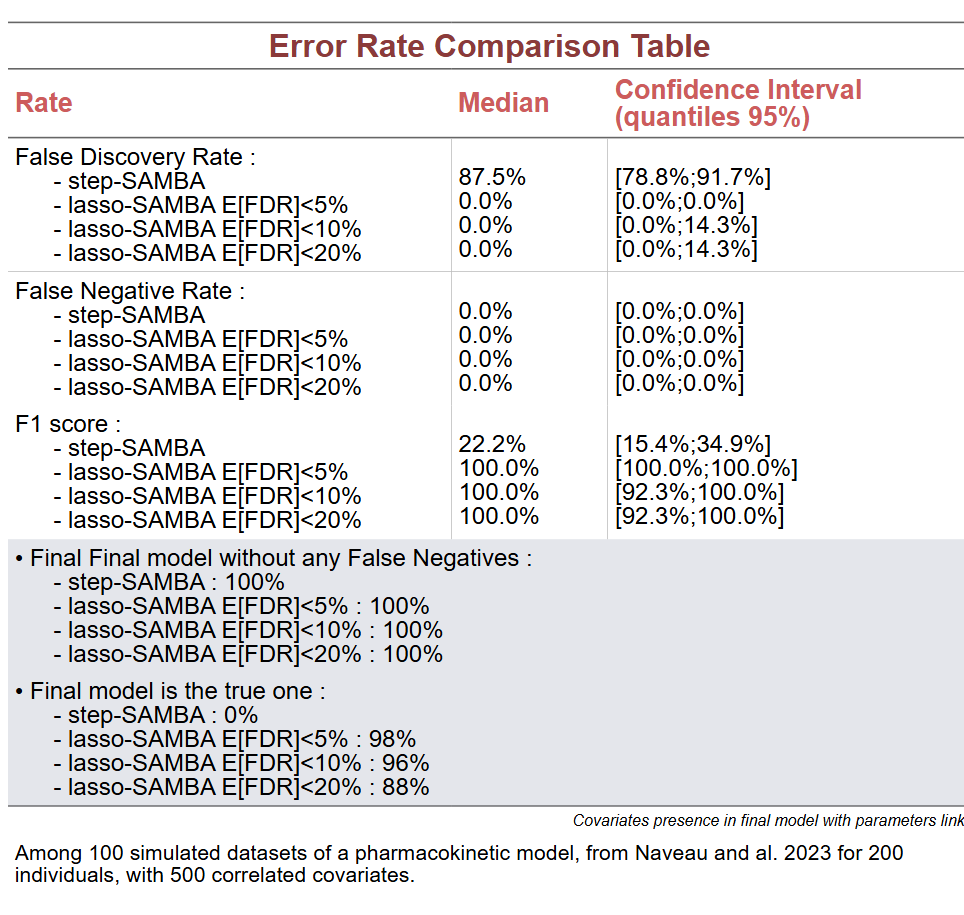 Error Rate Comparison Table
Rate Median Confidence Interval
(quantiles 95%)
False Discovery Rate :
- step-SAMBA 87.5% [78.8%;91.7%]
- lasso-SAMBA E[FDR]<5% 0.0% [0.0%;0.0%]
- lasso-SAMBA E[FDR]<10% 0.0% [0.0%;14.3%]
- lasso-SAMBA E[FDR]<20% 0.0% [0.0%;14.3%]
False Negative Rate :
- step-SAMBA 0.0% [0.0%;0.0%]
- lasso-SAMBA E[FDR]<5% 0.0% [0.0%;0.0%]
- lasso-SAMBA E[FDR]<10% 0.0% [0.0%;0.0%]
- lasso-SAMBA E[FDR]<20% 0.0% [0.0%;0.0%]
F1 score :
- step-SAMBA 22.2% [15.4%;34.9%]
- lasso-SAMBA E[FDR]<5% 100.0% [100.0%;100.0%]
- lasso-SAMBA E[FDR]<10% 100.0% [92.3%;100.0%]
- lasso-SAMBA E[FDR]<20% 100.0% [92.3%;100.0%]
• Final Final model without any False Negatives :
- step-SAMBA : 100%
- lasso-SAMBA E[FDR]<5% : 100%
- lasso-SAMBA E[FDR]<10% : 100%
- lasso-SAMBA E[FDR]<20% : 100%
• Final model is the true one :
- step-SAMBA : 0%
- lasso-SAMBA E[FDR]<5% : 98%
- lasso-SAMBA E[FDR]<10% : 96%
- lasso-SAMBA E[FDR]<20% : 88%
Covariates presence in final model with parameters link
Among 100 simulated datasets of a pharmacokinetic model, from Naveau and al. 2023 for 200
individuals, with 500 correlated covariates.